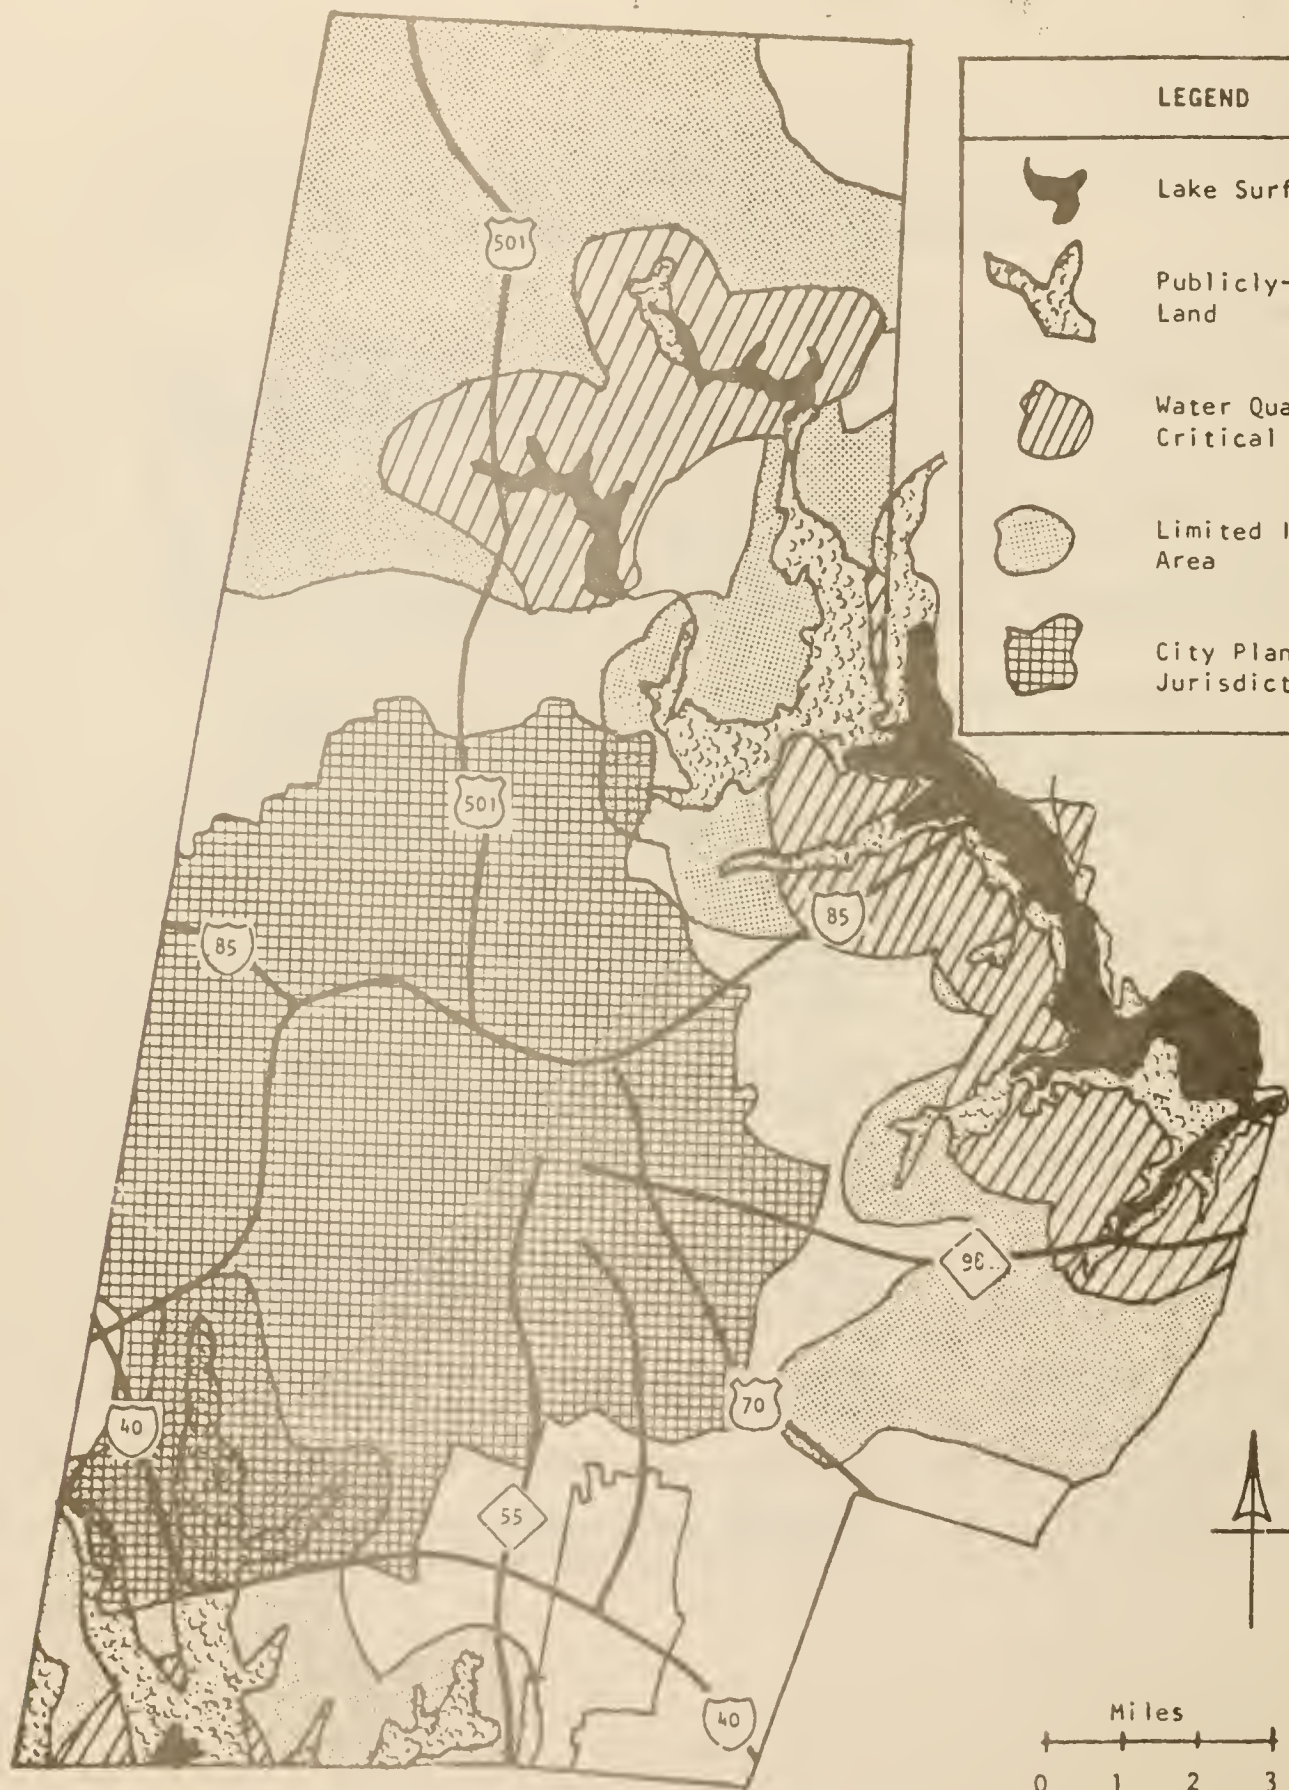 LEGEND
Lake Surf
Publicly-
Land
Water Qua
Critical
Limited I
Area
City Plan
Jurisdict
501
501
85
85
98
70
40
55
40
Miles
0 1 2 3